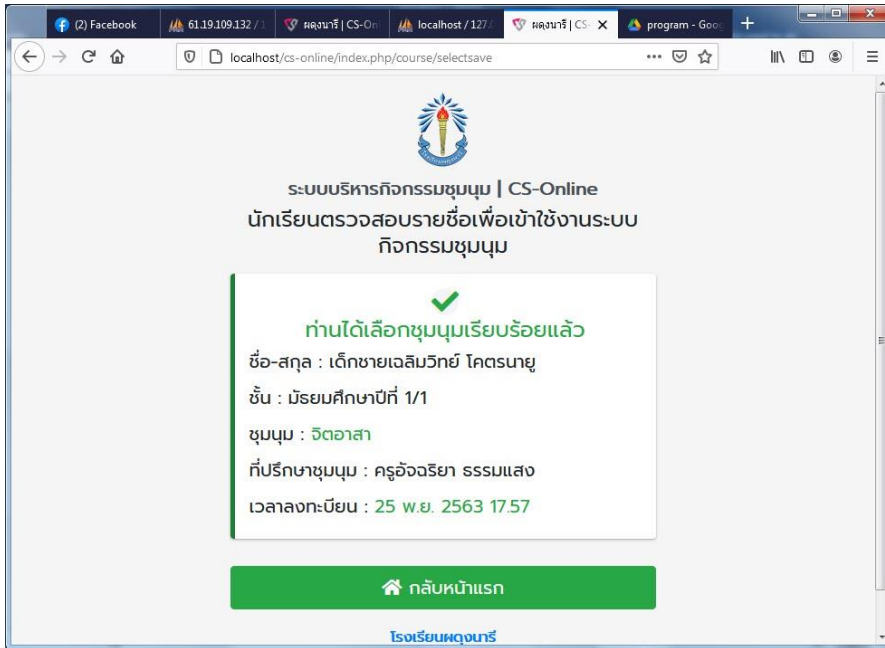 (2) Facebook
61.19.109.132 / 1
ผดุงนารี | CS-On
localhost / 127.0
ผดุงนารี | CS-
program - Goog
localhost/cs-online/index.php/course/selectsave
ระบบบริหารกิจกรรมชุมนุม | CS-Online
นักเรียนตรวจสอบรายชื่อเพื่อเข้าใช้งานระบบ
กิจกรรมชุมนุม
ท่านได้เลือกชุมนุมเรียบร้อยแล้ว
ชื่อ-สกุล : เด็กชายเฉลิมวิทย์ โคตรนายู
ชั้น : มัธยมศึกษาปีที่ 1/1
ชุมนุม : จิตอาสา
ที่ปรึกษาชุมนุม : ครูอัจฉริยา ธรรมแสง
เวลาลงทะเบียน : 25 พ.ย. 2563 17.57
กลับหน้าแรก
โรงเรียนผดุงนารี